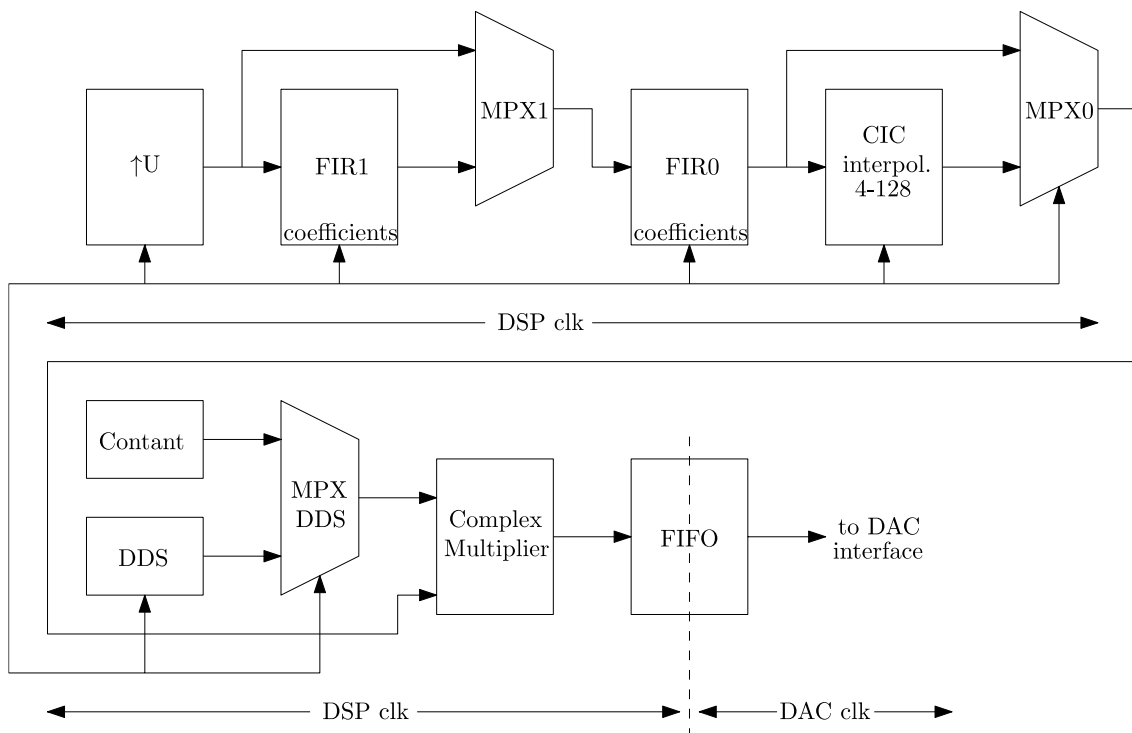 ↑U
FIR1
coefficients
MPX1
FIR0
coefficients
CIC
interpol.
4-128
MPX0
DSP clk
Contant
DDS
MPX
DDS
Complex
Multiplier
FIFO
to DAC
interface
DSP clk
DAC clk